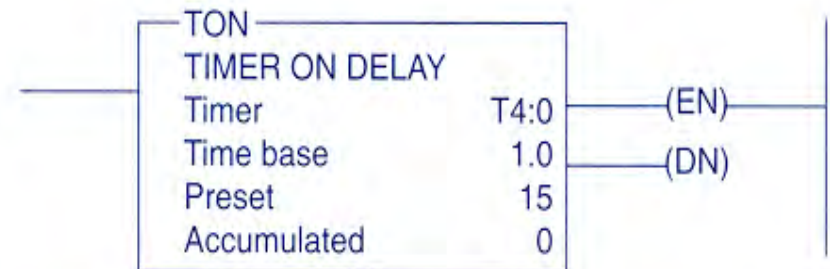 TON
TIMER ON DELAY
Timer T4:0 (EN)
Time base 1.0 (DN)
Preset 15
Accumulated 0